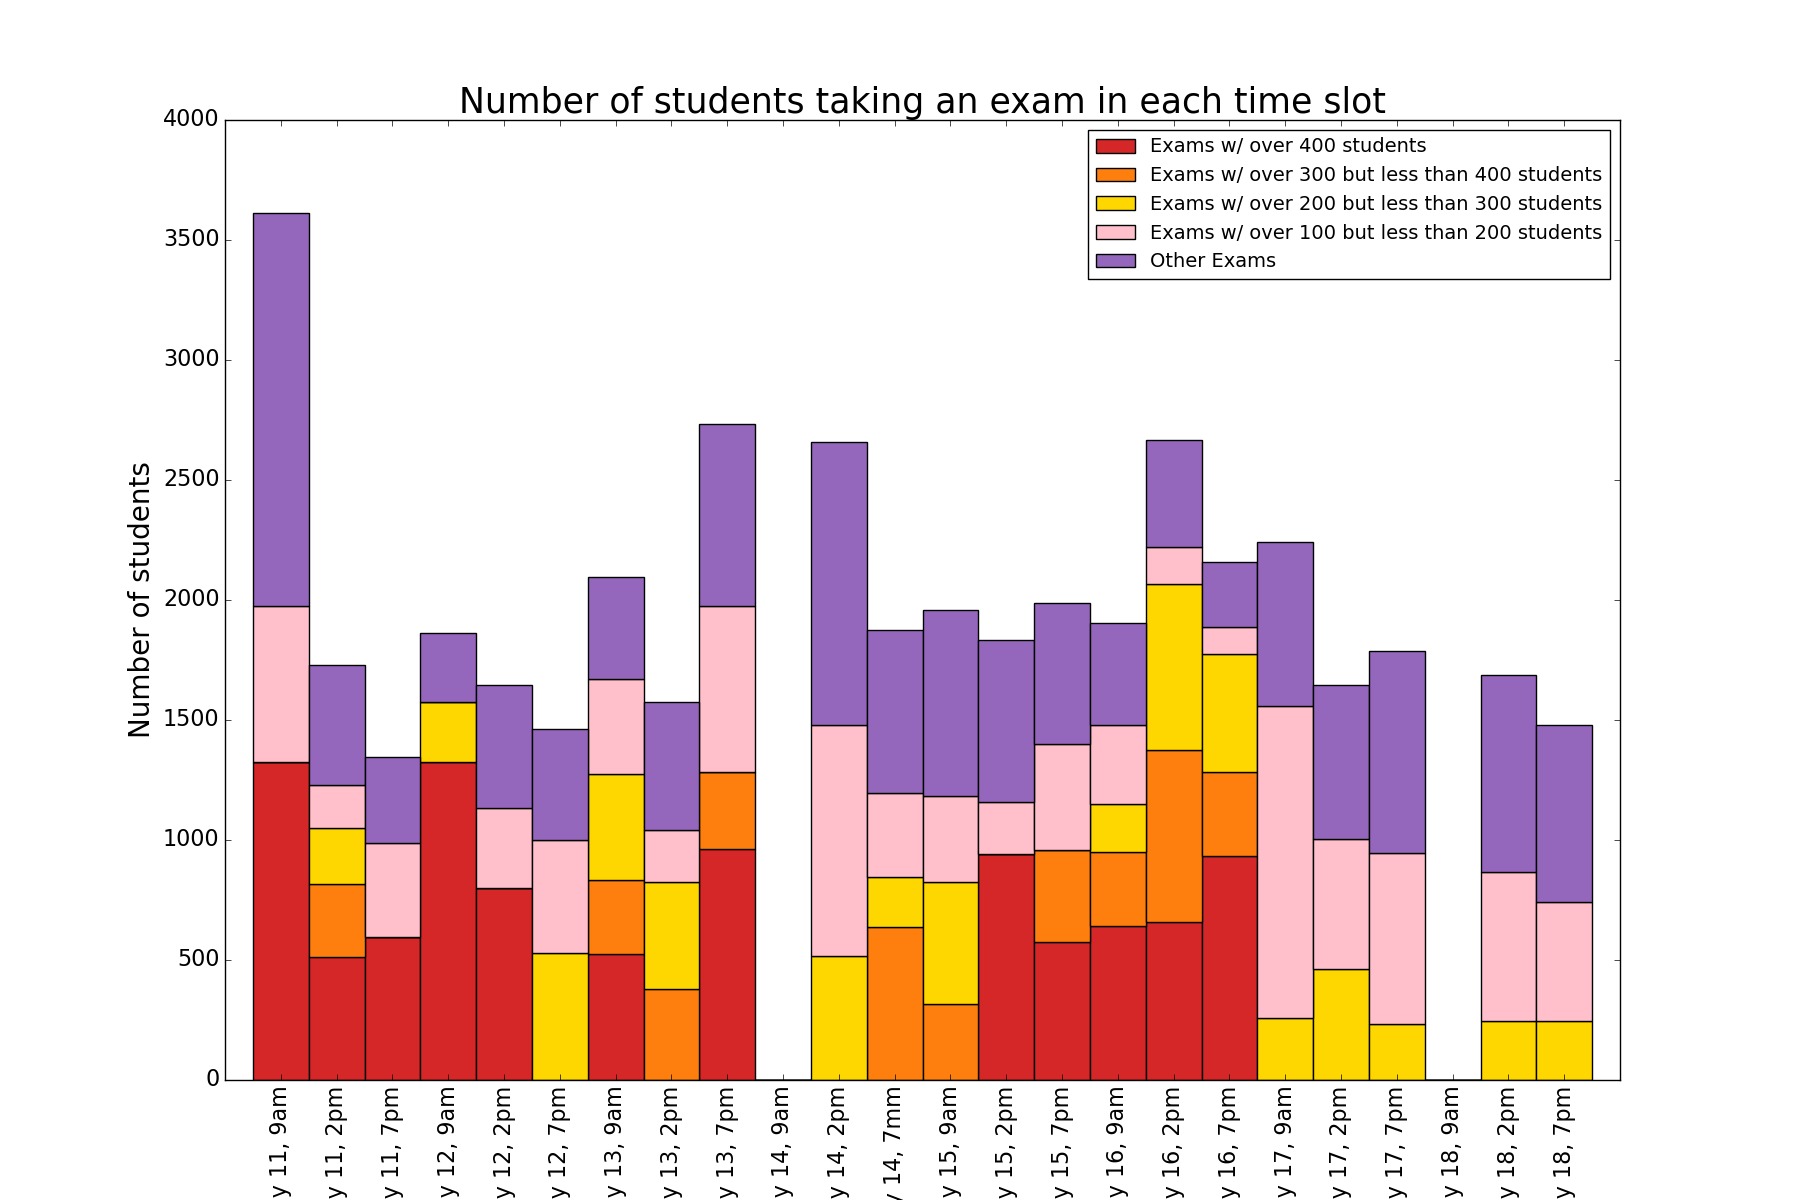 Number of students taking an exam in each time slot
Number of students
4000
3500
3000
2500
2000
1500
1000
500
0
Exams w/ over 400 students
Exams w/ over 300 but less than 400 students
Exams w/ over 200 but less than 300 students
Exams w/ over 100 but less than 200 students
Other Exams
y 11, 9am
y 11, 2pm
y 11, 7pm
y 12, 9am
y 12, 2pm
y 12, 7pm
y 13, 9am
y 13, 2pm
y 13, 7pm
y 14, 9am
y 14, 2pm
y 14, 7mm
y 15, 9am
y 15, 2pm
y 15, 7pm
y 16, 9am
y 16, 2pm
y 16, 7pm
y 17, 9am
y 17, 2pm
y 17, 7pm
y 18, 9am
y 18, 2pm
y 18, 7pm